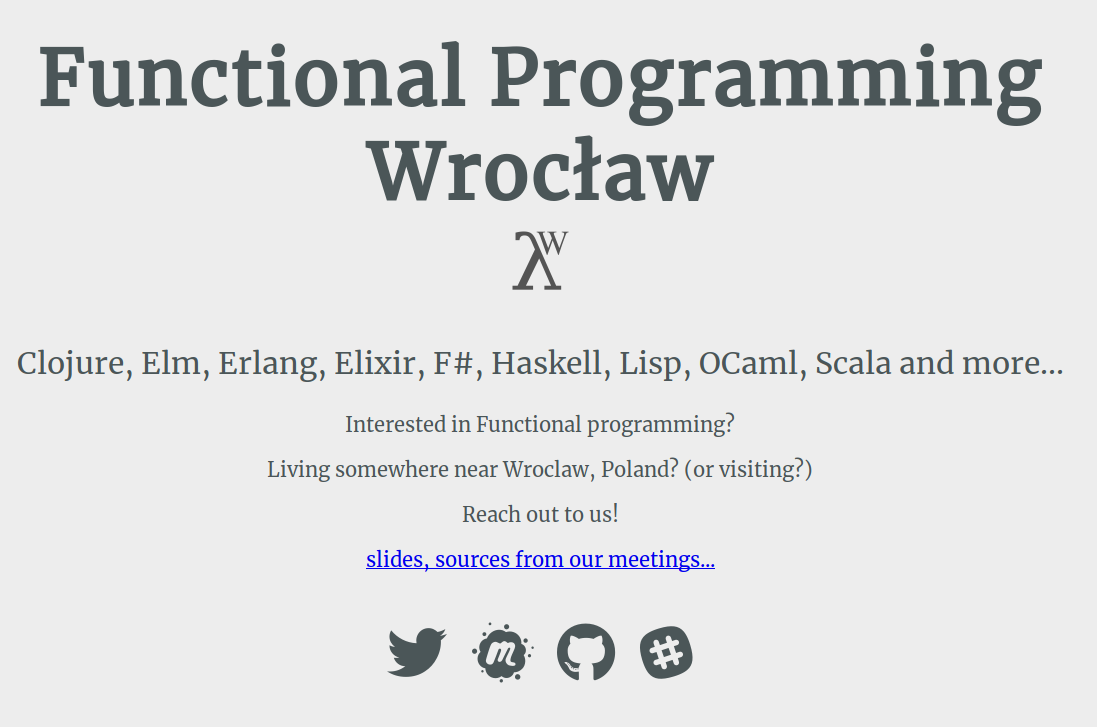 Functional Programming
Wrocław
λW
Clojure, Elm, Erlang, Elixir, F#, Haskell, Lisp, OCaml, Scala and more...
Interested in Functional programming?
Living somewhere near Wroclaw, Poland? (or visiting?)
Reach out to us!
slides, sources from our meetings...